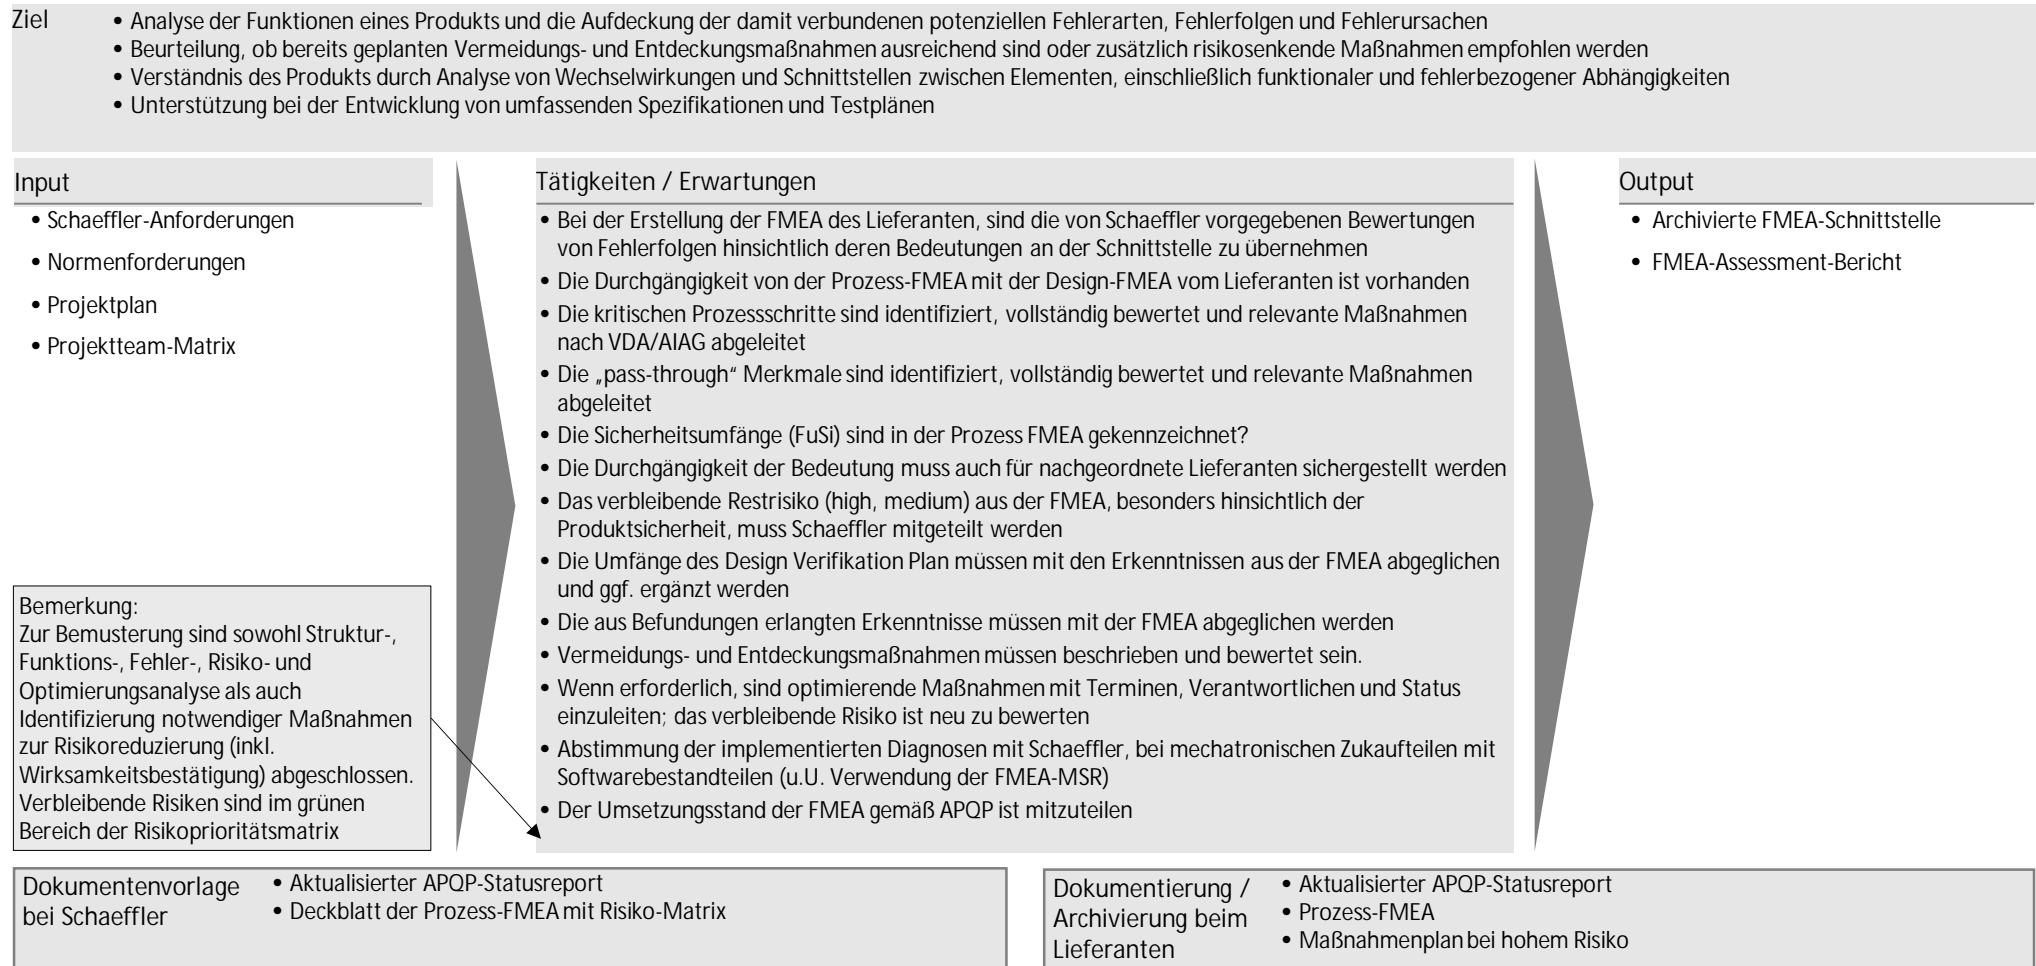 Ziel
• Analyse der Funktionen eines Produkts und die Aufdeckung der damit verbundenen potenziellen Fehlerarten, Fehlerfolgen und Fehlerursachen
• Beurteilung, ob bereits geplanten Vermeidungs- und Entdeckungsmaßnahmen ausreichend sind oder zusätzlich risikosenkende Maßnahmen empfohlen werden
• Verständnis des Produkts durch Analyse von Wechselwirkungen und Schnittstellen zwischen Elementen, einschließlich funktionaler und fehlerbezogener Abhängigkeiten
• Unterstützung bei der Entwicklung von umfassenden Spezifikationen und Testplänen
Input
• Schaeffler-Anforderungen
• Normenforderungen
• Projektplan
• Projektteam-Matrix
Bemerkung:
Zur Bemusterung sind sowohl Struktur-,
Funktions-, Fehler-, Risiko- und
Optimierungsanalyse als auch
Identifizierung notwendiger Maßnahmen
zur Risikoreduzierung (inkl.
Wirksamkeitsbestätigung) abgeschlossen.
Verbleibende Risiken sind im grünen
Bereich der Risikoprioritätsmatrix
Tätigkeiten / Erwartungen
• Bei der Erstellung der FMEA des Lieferanten, sind die von Schaeffler vorgegebenen Bewertungen
von Fehlerfolgen hinsichtlich deren Bedeutungen an der Schnittstelle zu übernehmen
• Die Durchgängigkeit von der Prozess-FMEA mit der Design-FMEA vom Lieferanten ist vorhanden
• Die kritischen Prozessschritte sind identifiziert, vollständig bewertet und relevante Maßnahmen
nach VDA/AIAG abgeleitet
• Die „pass-through“ Merkmale sind identifiziert, vollständig bewertet und relevante Maßnahmen
abgeleitet
• Die Sicherheitsumfänge (FuSi) sind in der Prozess FMEA gekennzeichnet?
• Die Durchgängigkeit der Bedeutung muss auch für nachgeordnete Lieferanten sichergestellt werden
• Das verbleibende Restrisiko (high, medium) aus der FMEA, besonders hinsichtlich der
Produktsicherheit, muss Schaeffler mitgeteilt werden
• Die Umfänge des Design Verifikation Plan müssen mit den Erkenntnissen aus der FMEA abgeglichen
und ggf. ergänzt werden
• Die aus Befundungen erlangten Erkenntnisse müssen mit der FMEA abgeglichen werden
• Vermeidungs- und Entdeckungsmaßnahmen müssen beschrieben und bewertet sein.
• Wenn erforderlich, sind optimierende Maßnahmen mit Terminen, Verantwortlichen und Status
einzuleiten; das verbleibende Risiko ist neu zu bewerten
• Abstimmung der implementierten Diagnosen mit Schaeffler, bei mechatronischen Zukaufteilen mit
Softwarebestandteilen (u.U. Verwendung der FMEA-MSR)
• Der Umsetzungsstand der FMEA gemäß APQP ist mitzuteilen
Output
• Archivierte FMEA-Schnittstelle
• FMEA-Assessment-Bericht
Dokumentenvorlage
bei Schaeffler
• Aktualisierter APQP-Statusreport
• Deckblatt der Prozess-FMEA mit Risiko-Matrix
Dokumentierung /
Archivierung beim
Lieferanten
• Aktualisierter APQP-Statusreport
• Prozess-FMEA
• Maßnahmenplan bei hohem Risiko